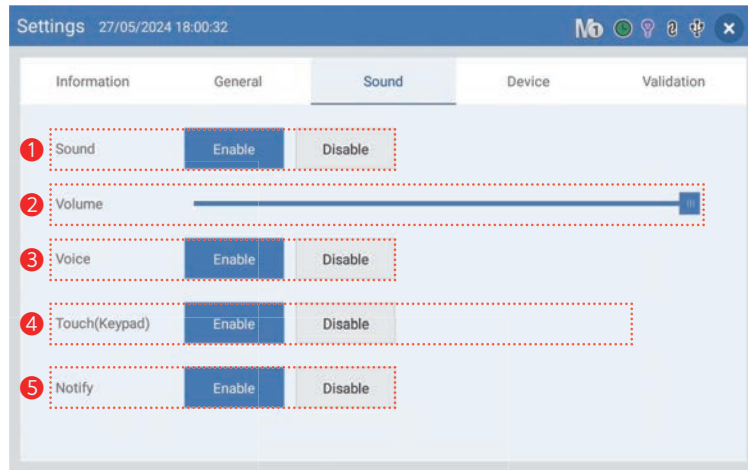 Settings 27/05/2024 18:00:32
Information General Sound Device Validation
1 Sound Enable Disable
2 Volume
3 Voice Enable Disable
4 Touch(Keypad) Enable Disable
5 Notify Enable Disable